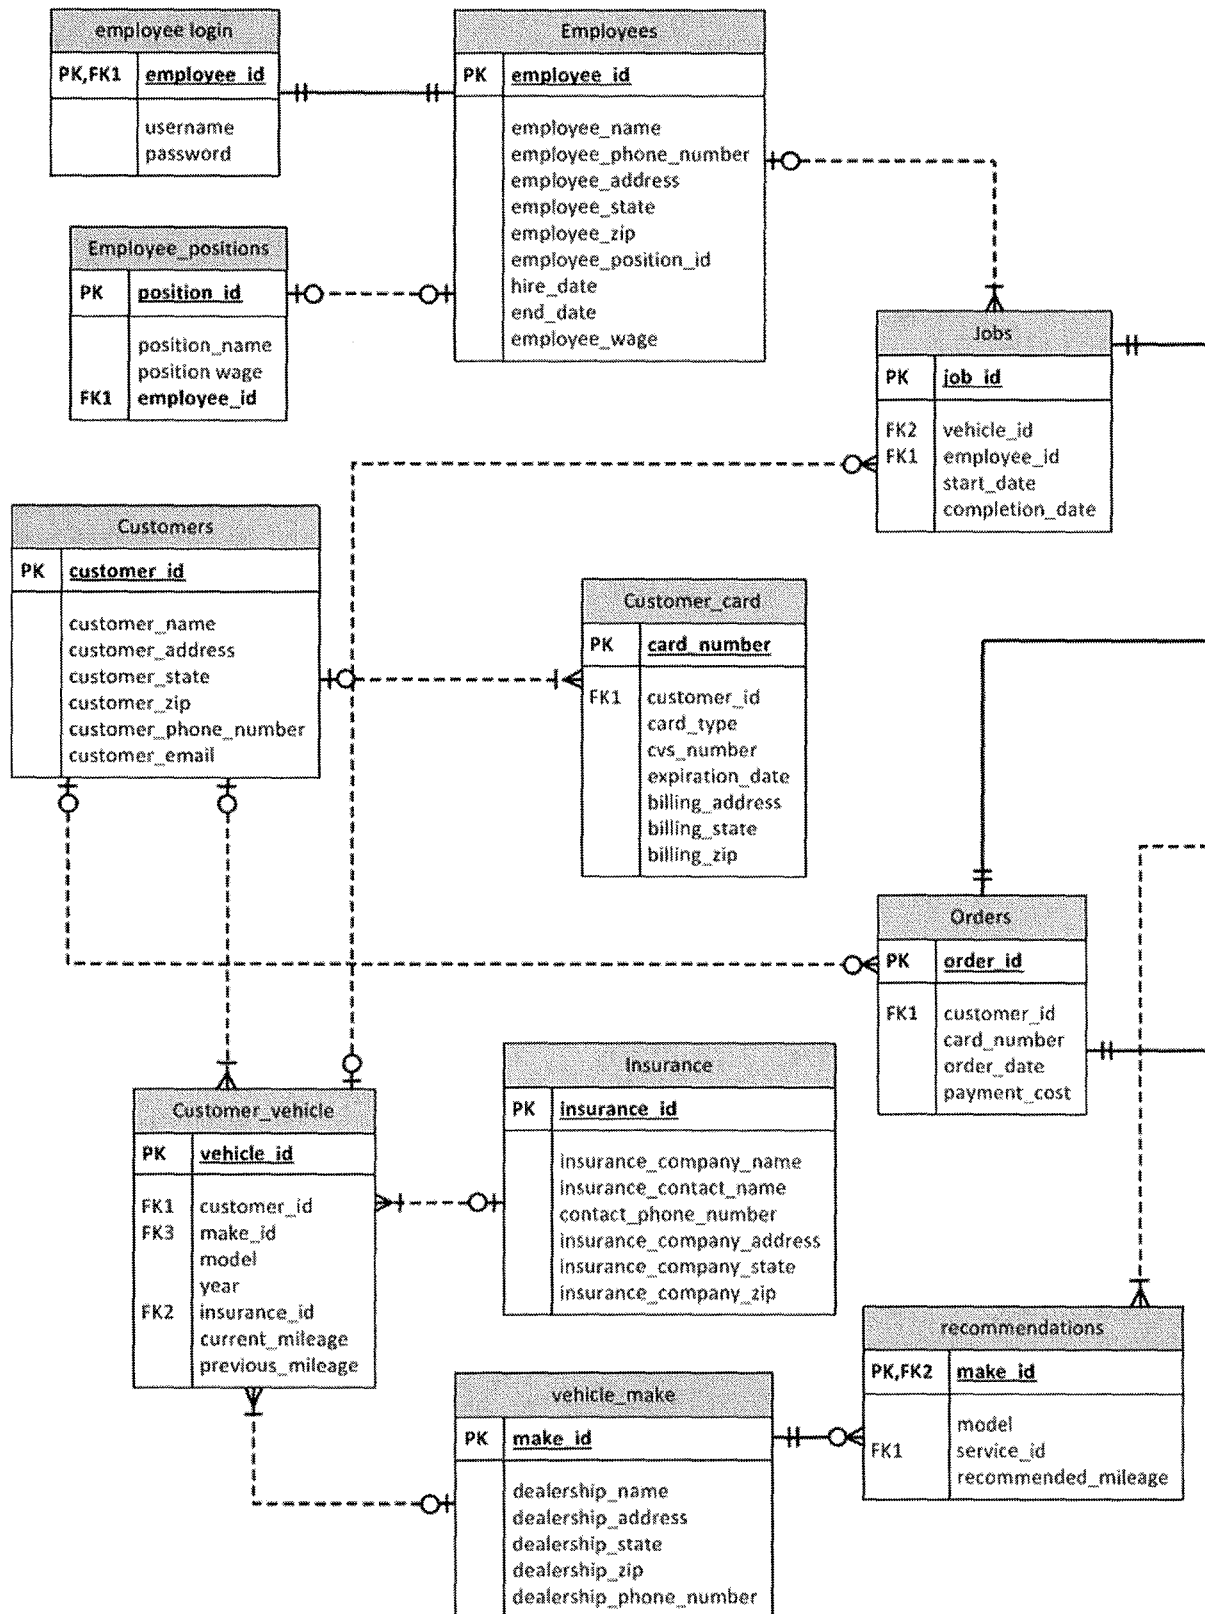 employee login
PK,FK1 employee_id
username
password
Employees
PK employee_id
employee_name
employee_phone_number
employee_address
employee_state
employee_zip
employee_position_id
hire_date
end_date
employee_wage
Employee_positions
PK position_id
position_name
position wage
FK1 employee_id
Jobs
PK job_id
FK2 vehicle_id
FK1 employee_id
start_date
completion_date
Customers
PK customer_id
customer_name
customer_address
customer_state
customer_zip
customer_phone_number
customer_email
Customer_card
PK card_number
FK1 customer_id
card_type
cvs_number
expiration_date
billing_address
billing_state
billing_zip
Orders
PK order_id
FK1 customer_id
card_number
order_date
payment_cost
Customer_vehicle
PK vehicle_id
FK1 customer_id
FK3 make_id
model
year
FK2 insurance_id
current_mileage
previous_mileage
Insurance
PK insurance_id
insurance_company_name
insurance_contact_name
contact_phone_number
insurance_company_address
insurance_company_state
insurance_company_zip
recommendations
PK,FK2 make_id
model
FK1 service_id
recommended_mileage
vehicle_make
PK make_id
dealership_name
dealership_address
dealership_state
dealership_zip
dealership_phone_number